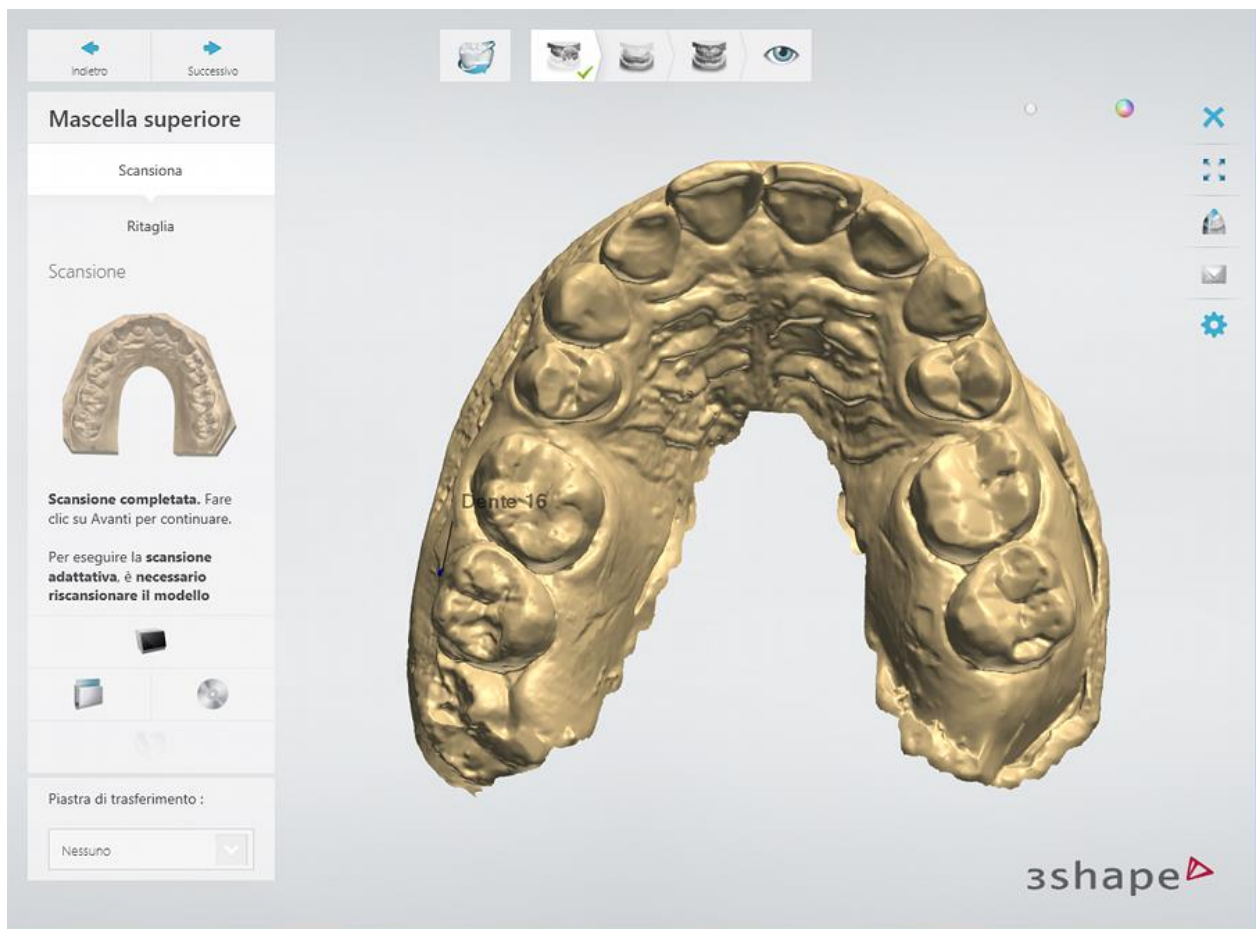 Indietro
Successivo
Mascella superiore
Scansiona
Ritaglia
Scansione
Scansione completata. Fare
clic su Avanti per continuare.
Per eseguire la scansione
adattativa, è necessario
riscansionare il modello
Piastra di trasferimento :
Nessuno
Dente 16
3shape